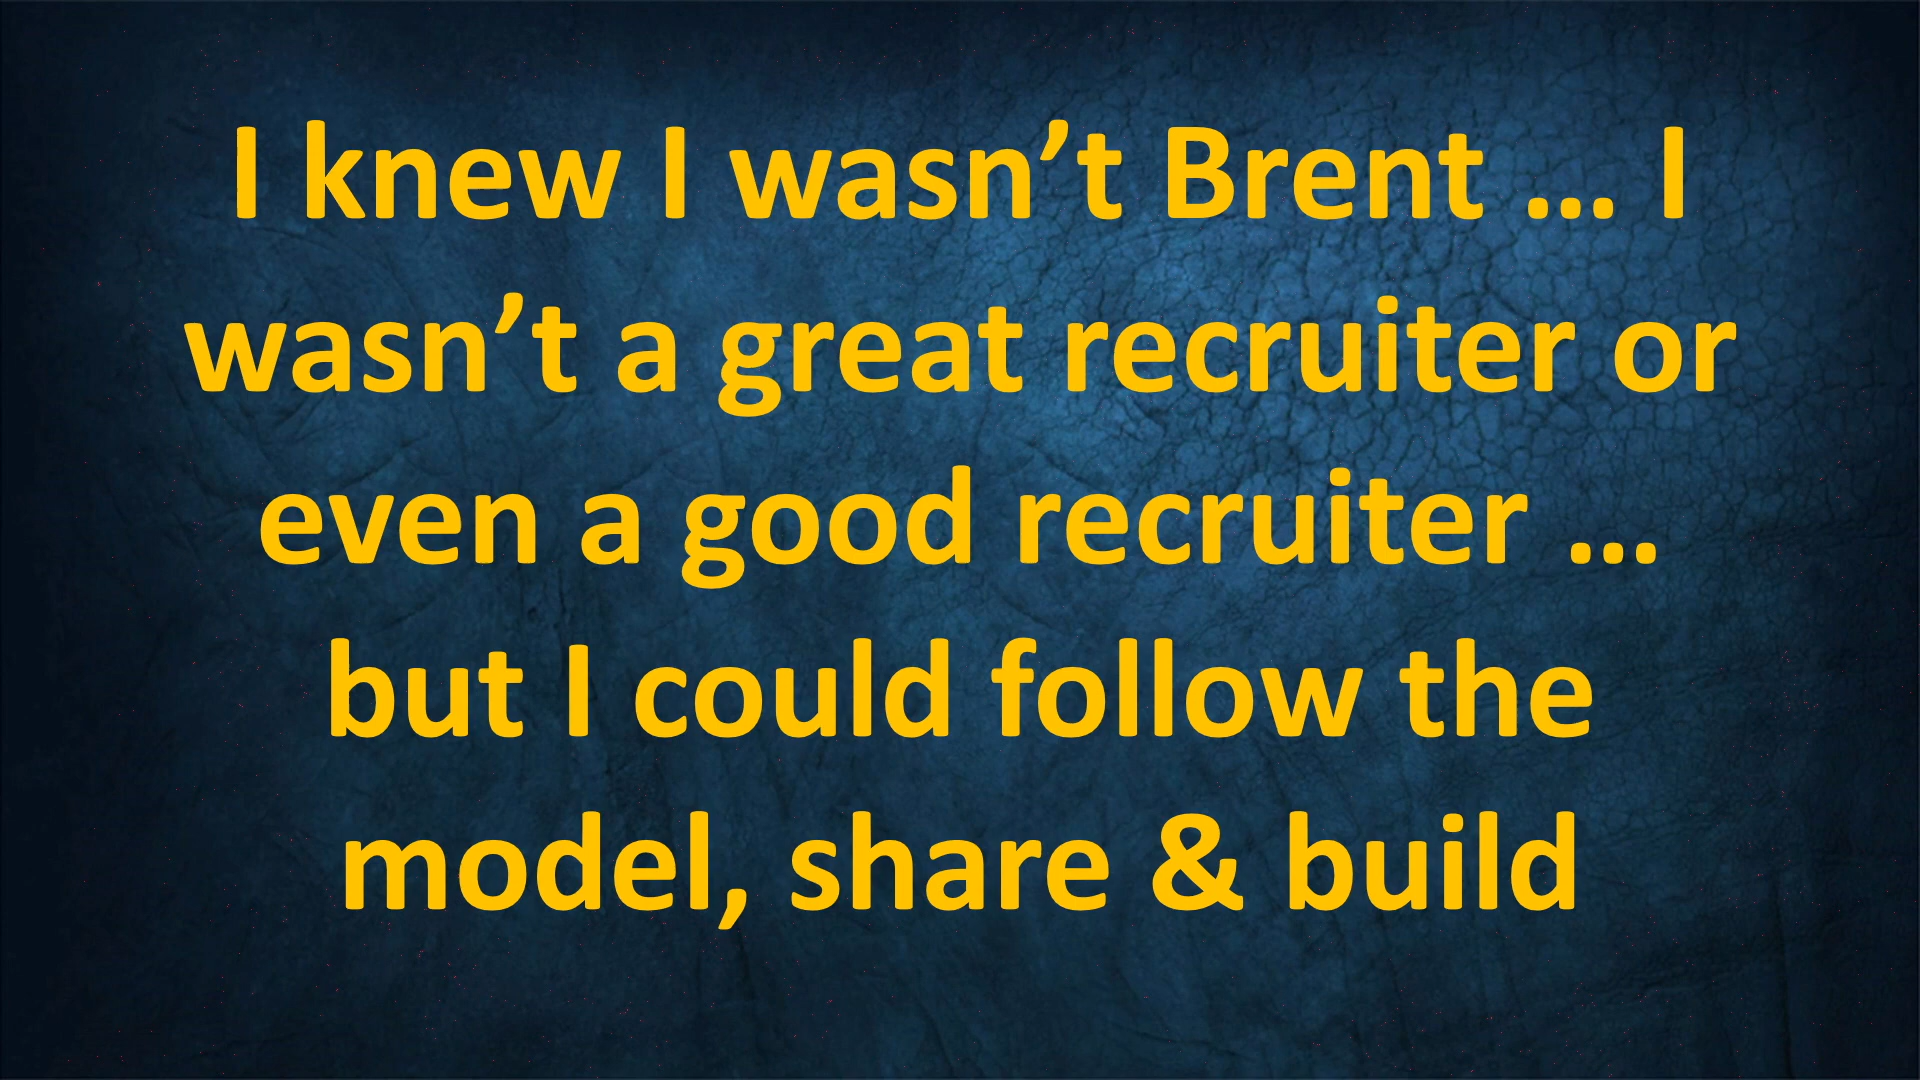 I knew I wasn’t Brent … I
wasn’t a great recruiter or
even a good recruiter …
but I could follow the
model, share & build